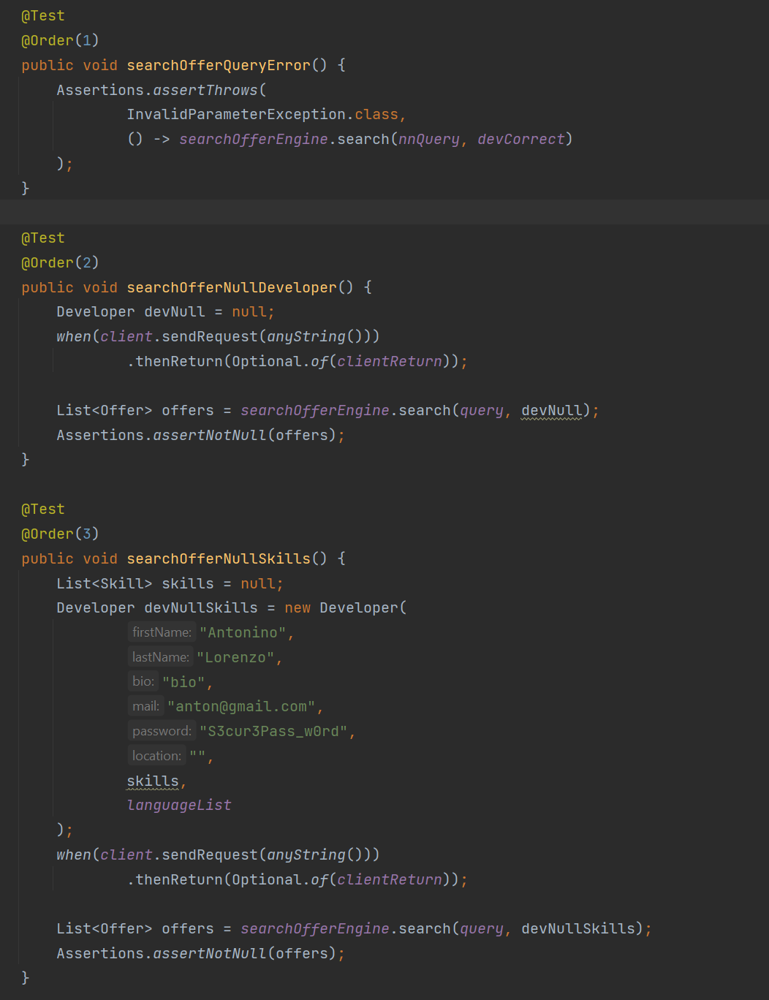 @Test
@Order(1)
public void searchOfferQueryError() {
Assertions.assertThrows(
InvalidParameterException.class,
() -> searchOfferEngine.search(nnQuery, devCorrect)
);
}
@Test
@Order(2)
public void searchOfferNullDeveloper() {
Developer devNull = null;
when(client.sendRequest(anyString()))
.thenReturn(Optional.of(clientReturn));
List<Offer> offers = searchOfferEngine.search(query, devNull);
Assertions.assertNotNull(offers);
}
@Test
@Order(3)
public void searchOfferNullSkills() {
List<Skill> skills = null;
Developer devNullSkills = new Developer(
firstName: "Antonino",
lastName: "Lorenzo",
bio: "bio",
mail: "anton@gmail.com",
password: "S3cur3Pass_w0rd",
location: "",
skills,
languageList
);
when(client.sendRequest(anyString()))
.thenReturn(Optional.of(clientReturn));
List<Offer> offers = searchOfferEngine.search(query, devNullSkills);
Assertions.assertNotNull(offers);
}